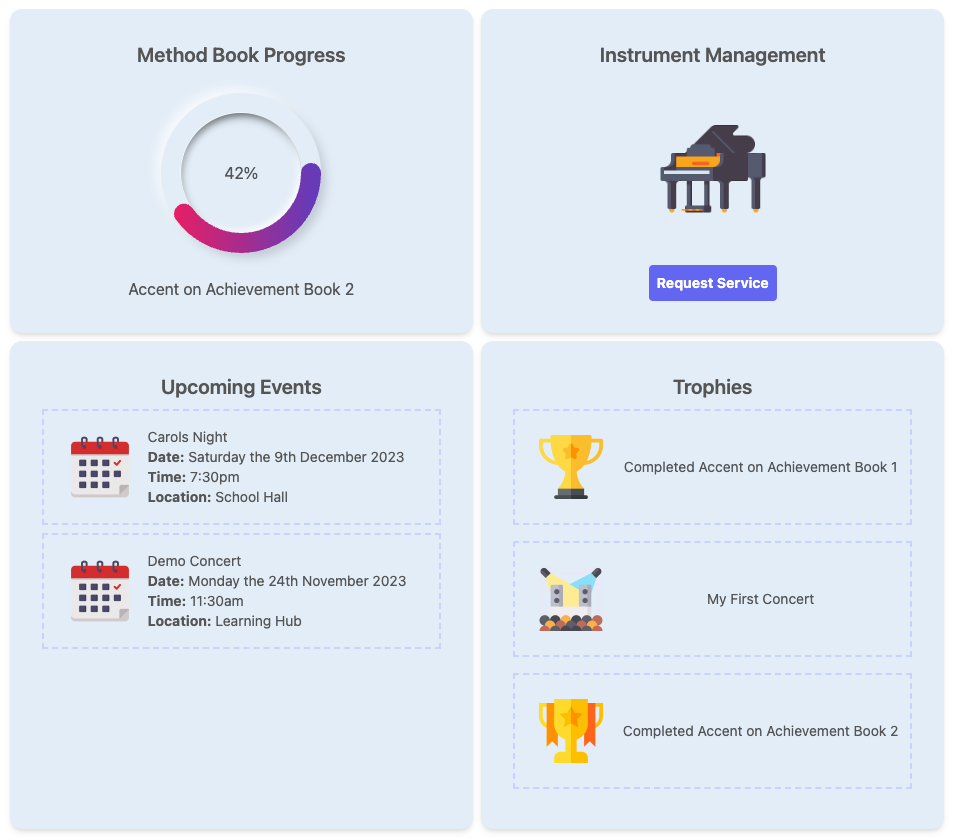 Method Book Progress
42%
Accent on Achievement Book 2
Instrument Management
Request Service
Upcoming Events
Carols Night
Date: Saturday the 9th December 2023
Time: 7:30pm
Location: School Hall
Demo Concert
Date: Monday the 24th November 2023
Time: 11:30am
Location: Learning Hub
Trophies
Completed Accent on Achievement Book 1
My First Concert
Completed Accent on Achievement Book 2